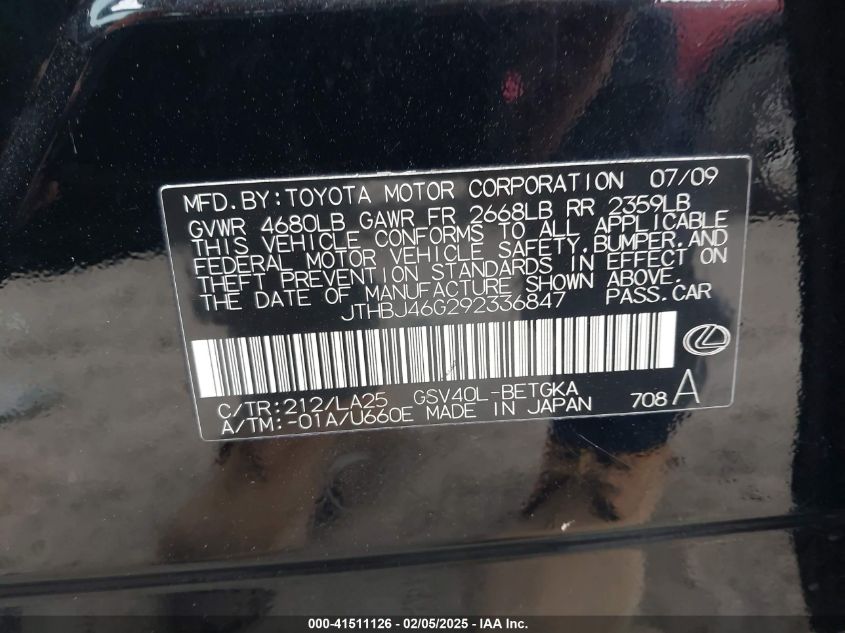 MFD. BY: TOYOTA MOTOR CORPORATION 07/09
GVWR 4680LB GAWR FR 2668LB RR 2359LB
THIS VEHICLE CONFORMS TO ALL APPLICABLE
FEDERAL MOTOR VEHICLE SAFETY, BUMPER, AND
THEFT PREVENTION STANDARDS IN EFFECT ON
THE DATE OF MANUFACTURE SHOWN ABOVE.
JTHBJ46G292336847 PASS. CAR
C/TR: 212/LA25 GSV40L-BETGKA
A/TM: -01A/U660E MADE IN JAPAN 708 A
000-41511126 - 02/05/2025 - IAA Inc.